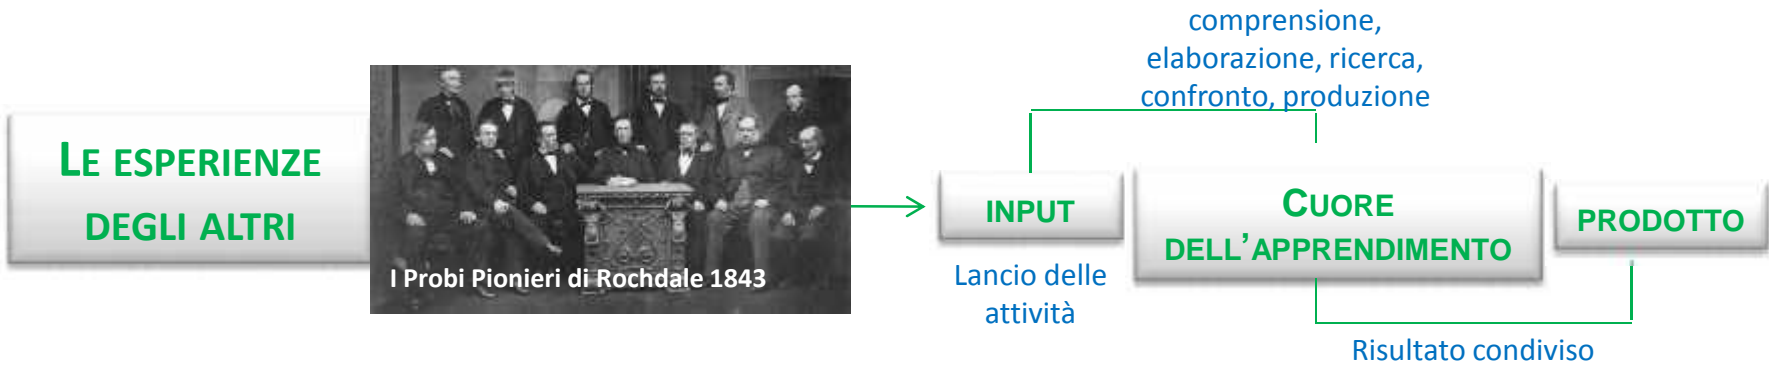 LE ESPERIENZE
DEGLI ALTRI
I Probi Pionieri di Rochdale 1843
INPUT
Lancio delle
attività
comprensione,
elaborazione, ricerca,
confronto, produzione
CUORE
DELL'APPRENDIMENTO
PRODOTTO
Risultato condiviso